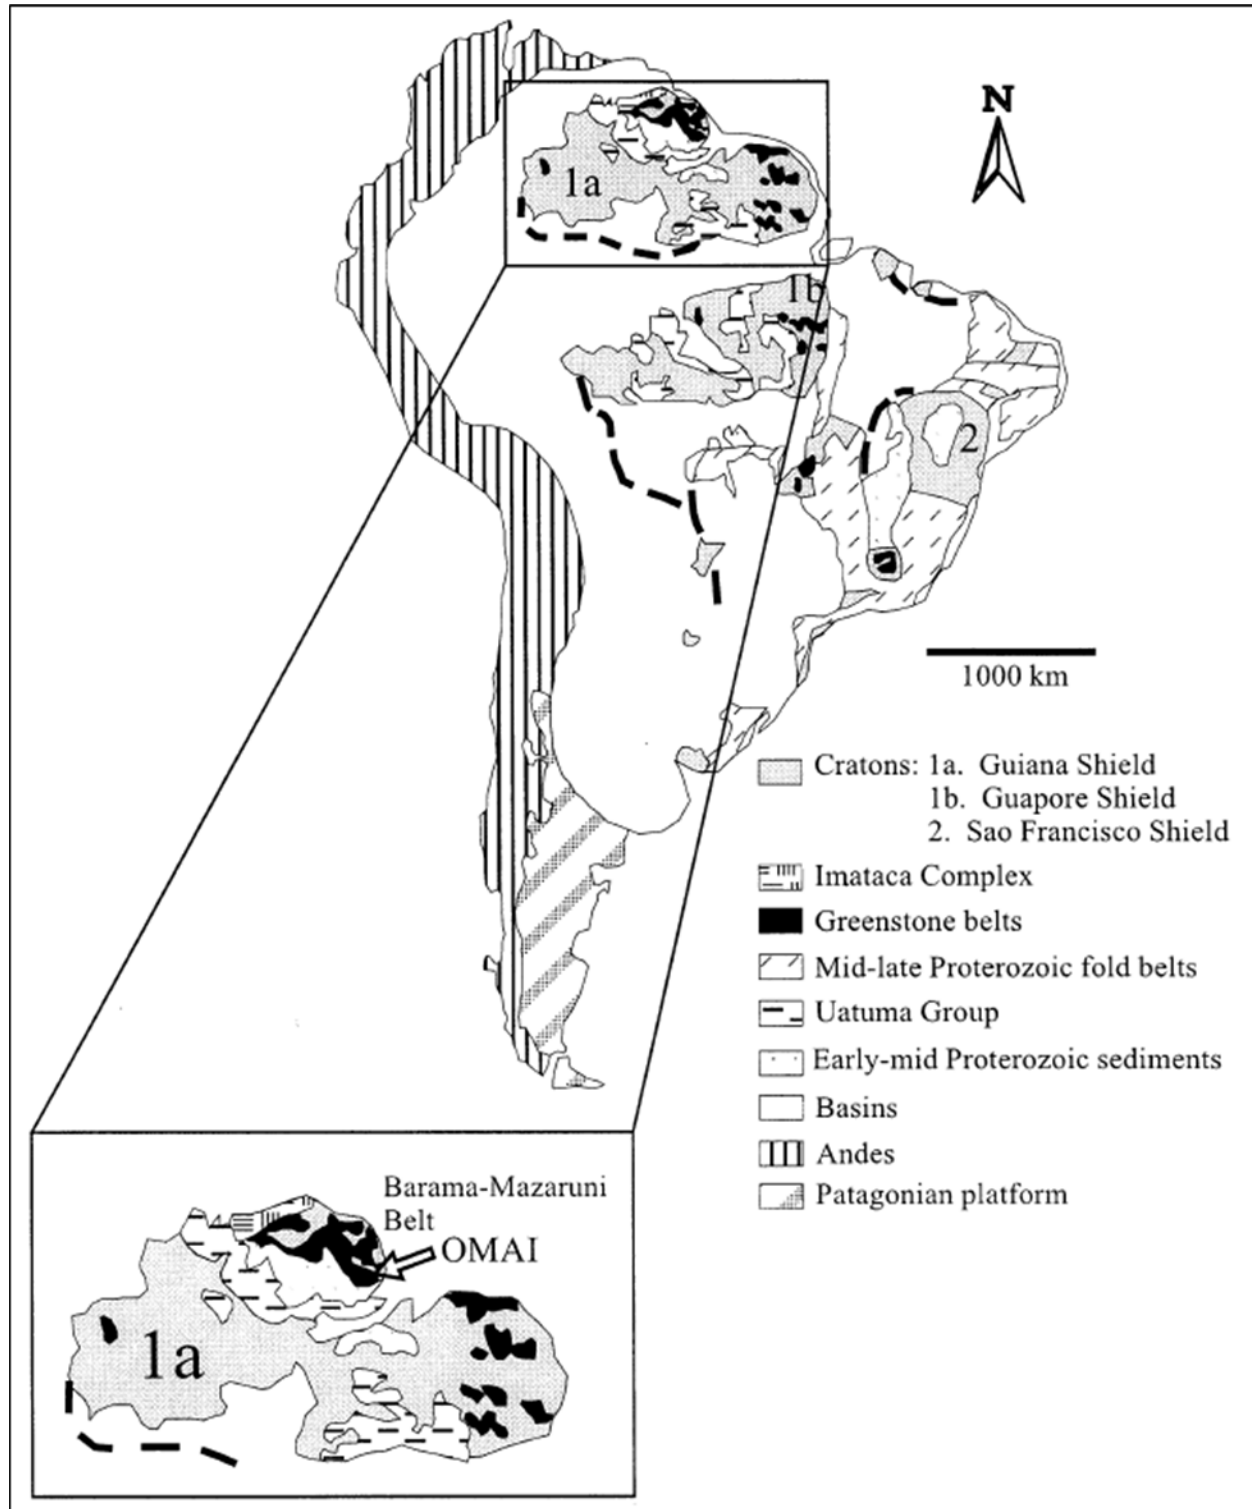 N
1a
1b
2
1000 km
Cratons: 1a. Guiana Shield
1b. Guapore Shield
2. Sao Francisco Shield
Imataca Complex
Greenstone belts
Mid-late Proterozoic fold belts
Uatuma Group
Early-mid Proterozoic sediments
Basins
Andes
Patagonian platform
Barama-Mazaruni
Belt
OMAI
1a